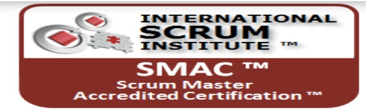 INTERNATIONAL
SCRUM
INSTITUTE ™
SMAC ™
Scrum Master
Accredited Certification ™